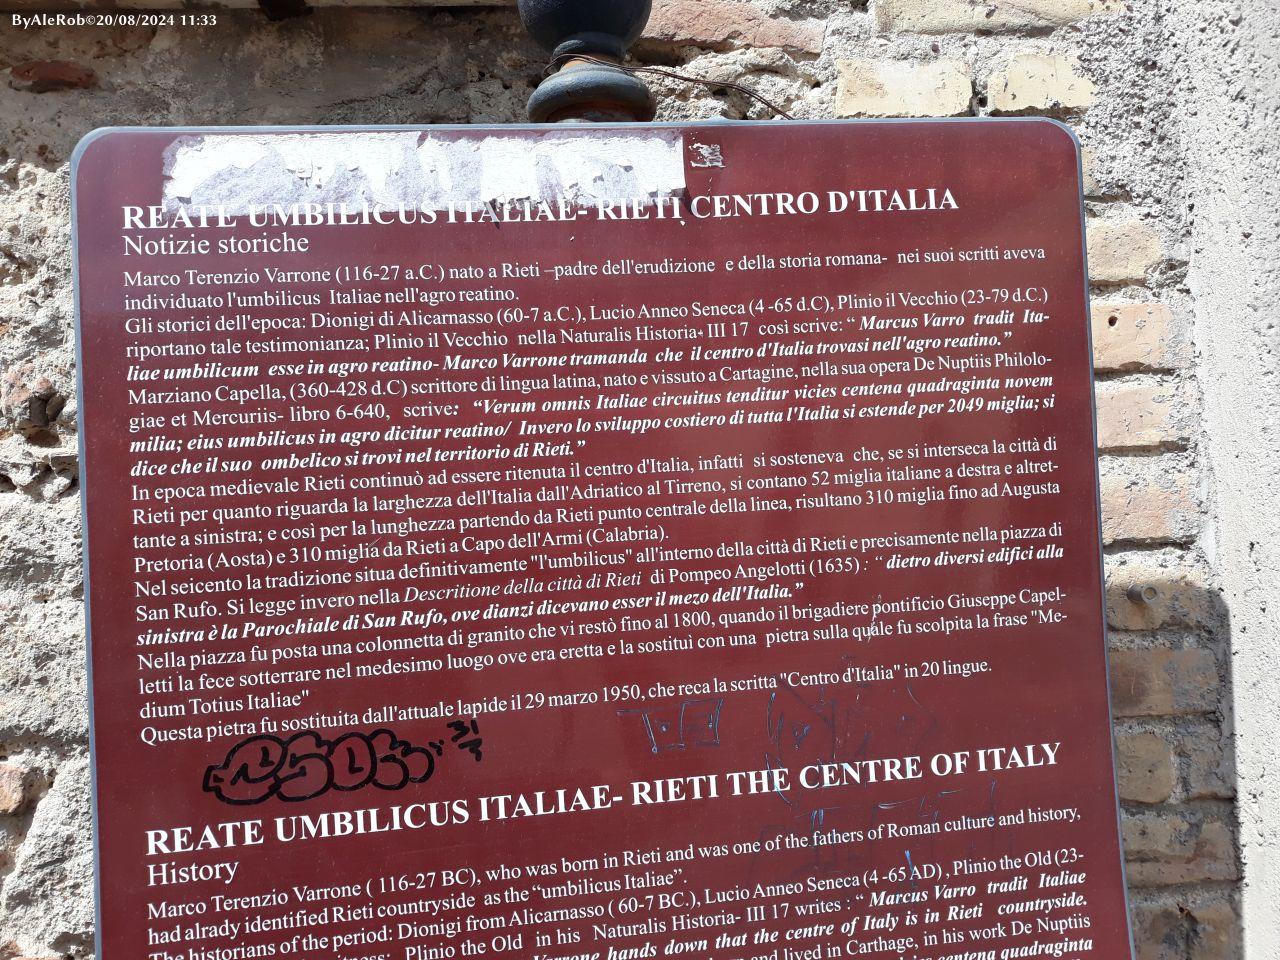 ByAleRob©20/08/2024 11:33
REATE UMBILICUS ITALIAE- RIETI CENTRO D'ITALIA
Notizie storiche
Marco Terenzio Varrone (116-27 a.C.) nato a Rieti –padre dell'erudizione e della storia romana- nei suoi scritti aveva
individuato l'umbilicus Italiae nell'agro reatino.
Gli storici dell'epoca: Dionigi di Alicarnasso (60-7 a.C.), Lucio Anneo Seneca (4 -65 d.C), Plinio il Vecchio (23-79 d.C.)
riportano tale testimonianza; Plinio il Vecchio nella Naturalis Historia- III 17 così scrive: “ Marcus Varro tradit Ita-
liae umbilicum esse in agro reatino- Marco Varrone tramanda che il centro d'Italia trovasi nell'agro reatino.”
Marziano Capella, (360-428 d.C) scrittore di lingua latina, nato e vissuto a Cartagine, nella sua opera De Nuptiis Philolo-
giae et Mercuriis- libro 6-640, scrive: “Verum omnis Italiae circuitus tenditur vicies centena quadraginta novem
milia; eius umbilicus in agro dicitur reatino/ Invero lo sviluppo costiero di tutta l'Italia si estende per 2049 miglia; si
dice che il suo ombelico si trovi nel territorio di Rieti.”
In epoca medievale Rieti continuò ad essere ritenuta il centro d'Italia, infatti si sosteneva che, se si interseca la città di
Rieti per quanto riguarda la larghezza dell'Italia dall'Adriatico al Tirreno, si contano 52 miglia italiane a destra e altret-
tante a sinistra; e così per la lunghezza partendo da Rieti punto centrale della linea, risultano 310 miglia fino ad Augusta
Pretoria (Aosta) e 310 miglia da Rieti a Capo dell'Armi (Calabria).
Nel seicento la tradizione situa definitivamente "l'umbilicus" all'interno della città di Rieti e precisamente nella piazza di
San Rufo. Si legge invero nella Descritione della città di Rieti di Pompeo Angelotti (1635) : “ dietro diversi edifici alla
sinistra è la Parochiale di San Rufo, ove dianzi dicevano esser il mezo dell'Italia.”
Nella piazza fu posta una colonnetta di granito che vi restò fino al 1800, quando il brigadiere pontificio Giuseppe Capel-
letti la fece sotterrare nel medesimo luogo ove era eretta e la sostituì con una pietra sulla quale fu scolpita la frase "Me-
dium Totius Italiae"
Questa pietra fu sostituita dall'attuale lapide il 29 marzo 1950, che reca la scritta "Centro d'Italia" in 20 lingue.
REATE UMBILICUS ITALIAE- RIETI THE CENTRE OF ITALY
History
Marco Terenzio Varrone ( 116-27 BC), who was born in Rieti and was one of the fathers of Roman culture and history,
had alrady identified Rieti countryside as the “umbilicus Italiae”.
The historians of the period: Dionigi from Alicarnasso ( 60-7 BC.), Lucio Anneo Seneca (4 -65 AD) , Plinio the Old (23-
Plinio the Old in his Naturalis Historia- III 17 writes : “ Marcus Varro tradit Italiae
Varrone hands down that the centre of Italy is in Rieti countryside.
and lived in Carthage, in his work De Nuptiis
centena quadraginta